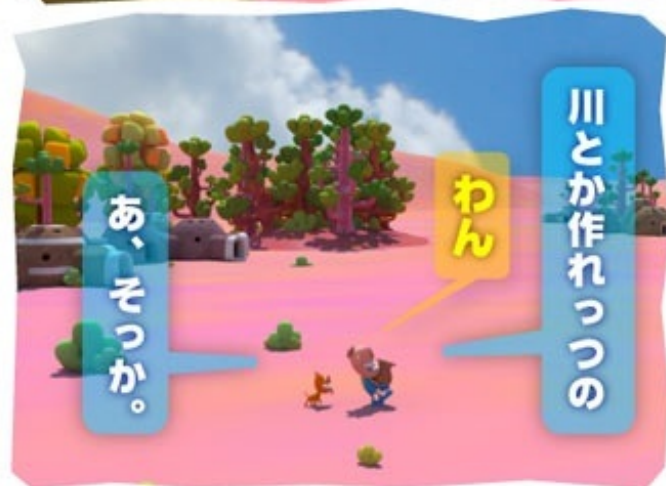 川とか作れっつの
わん
あ、そっか。